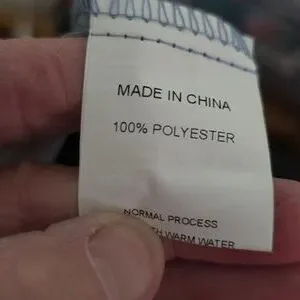 MADE IN CHINA
100% POLYESTER
NORMAL PROCESS
WARM WATER